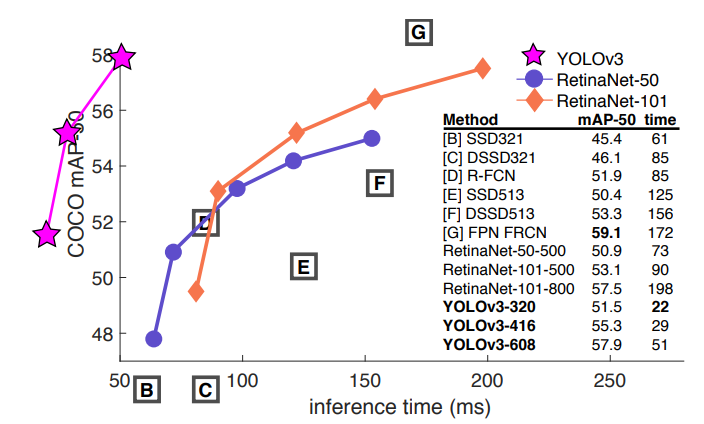 G
58
56
54
52
50
48
COCO mAP-50
D
E
F
B
C
50
100
150
200
250
inference time (ms)
YOLOv3
RetinaNet-50
RetinaNet-101
Method mAP-50 time
[B] SSD321 45.4 61
[C] DSSD321 46.1 85
[D] R-FCN 51.9 85
[E] SSD513 50.4 125
[F] DSSD513 53.3 156
[G] FPN FRCN 59.1 172
RetinaNet-50-500 50.9 73
RetinaNet-101-500 53.1 90
RetinaNet-101-800 57.5 198
YOLOv3-320 51.5 22
YOLOv3-416 55.3 29
YOLOv3-608 57.9 51